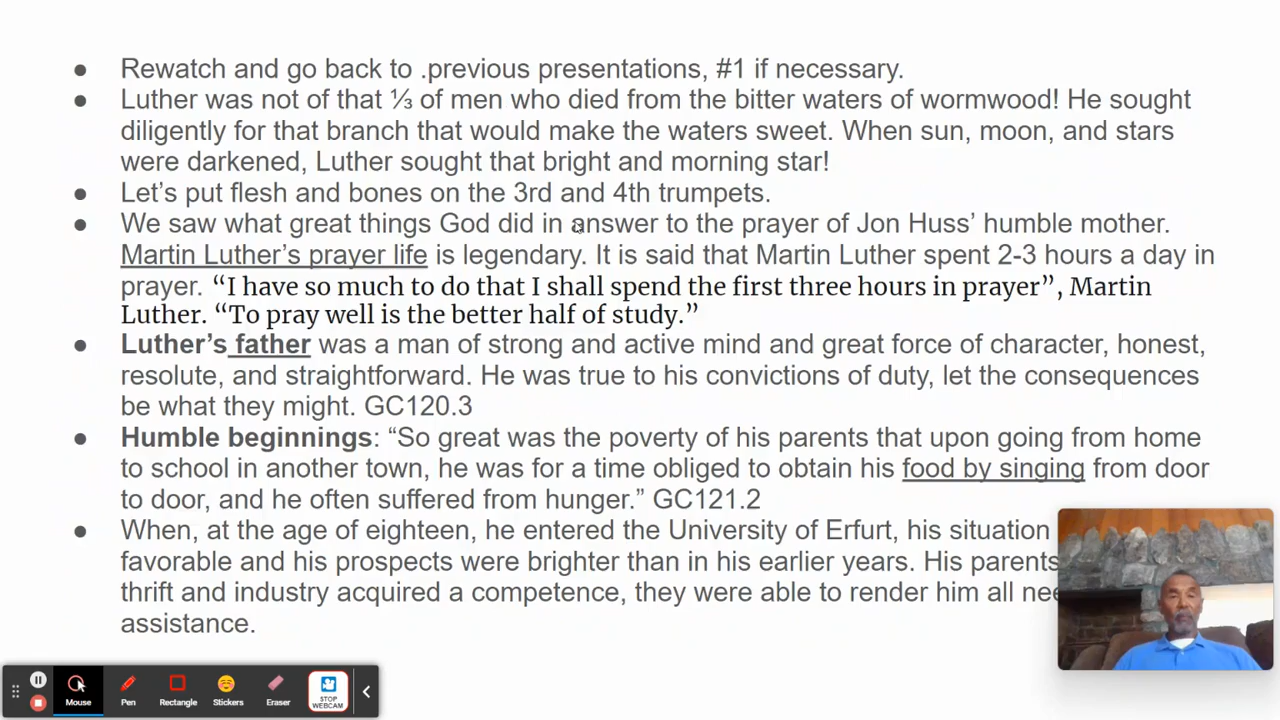 ● Rewatch and go back to .previous presentations, #1 if necessary.
● Luther was not of that ⅓ of men who died from the bitter waters of wormwood! He sought
diligently for that branch that would make the waters sweet. When sun, moon, and stars
were darkened, Luther sought that bright and morning star!
● Let’s put flesh and bones on the 3rd and 4th trumpets.
● We saw what great things God did in answer to the prayer of Jon Huss’ humble mother.
Martin Luther’s prayer life is legendary. It is said that Martin Luther spent 2-3 hours a day in
prayer. “I have so much to do that I shall spend the first three hours in prayer”, Martin
Luther. “To pray well is the better half of study.”
● Luther’s father was a man of strong and active mind and great force of character, honest,
resolute, and straightforward. He was true to his convictions of duty, let the consequences
be what they might. GC120.3
● Humble beginnings: “So great was the poverty of his parents that upon going from home
to school in another town, he was for a time obliged to obtain his food by singing from door
to door, and he often suffered from hunger.” GC121.2
● When, at the age of eighteen, he entered the University of Erfurt, his situation
favorable and his prospects were brighter than in his earlier years. His parents
thrift and industry acquired a competence, they were able to render him all
assistance.
Mouse Pen Rectangle Stickers Eraser STOP
WEBCAM